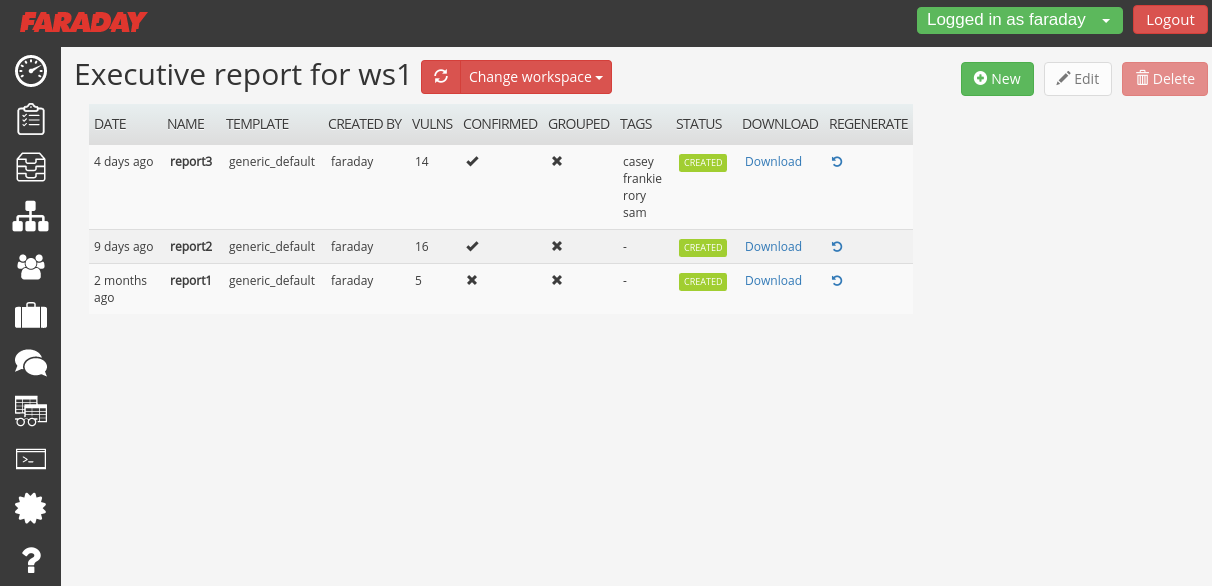 FARADAY
Logged in as faraday
Logout
Executive report for ws1
Change workspace
New
Edit
Delete
DATE NAME TEMPLATE CREATED BY VULNS CONFIRMED GROUPED TAGS STATUS DOWNLOAD REGENERATE
4 days ago report3 generic_default faraday 14 casey CREATED Download
frankie
rory
sam
9 days ago report2 generic_default faraday 16 - CREATED Download
2 months report1 generic_default faraday 5 - CREATED Download
ago
>_
?